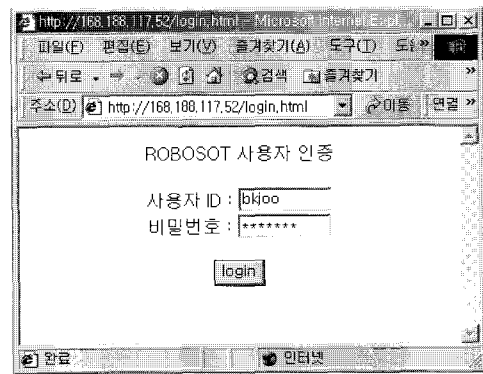 http://168.188.117.52/login.html - Microsoft Internet Expl
파일(F) 편집(E) 보기(V) 즐겨찾기(A) 도구(T) »
뒤로 검색 즐겨찾기 »
주소(D) http://168.188.117.52/login.html 이동 연결 »
ROBOSOT 사용자 인증
사용자 ID : bkjoo
비밀번호 : *******
login
완료 인터넷